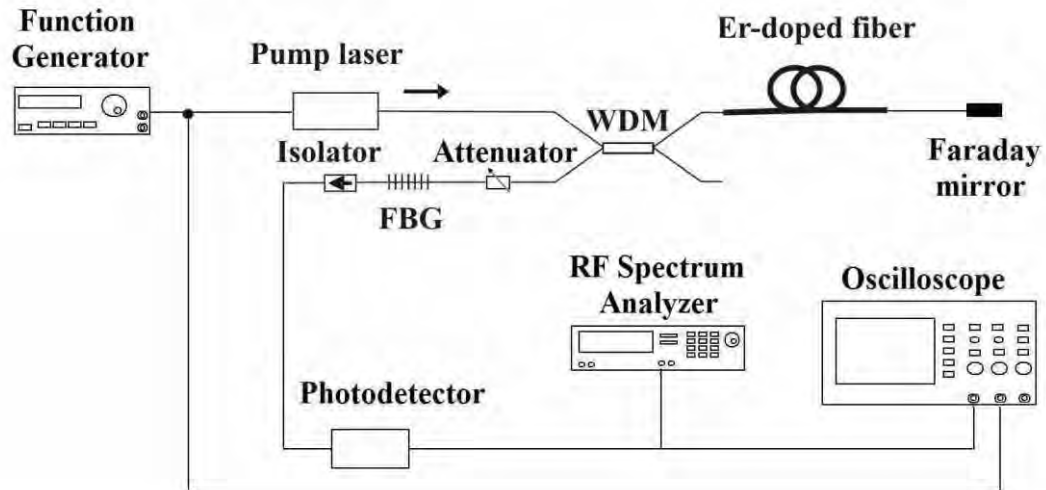 Function
Generator
Pump laser
Er-doped fiber
WDM
Isolator
Attenuator
Faraday
mirror
FBG
RF Spectrum
Analyzer
Oscilloscope
Photodetector